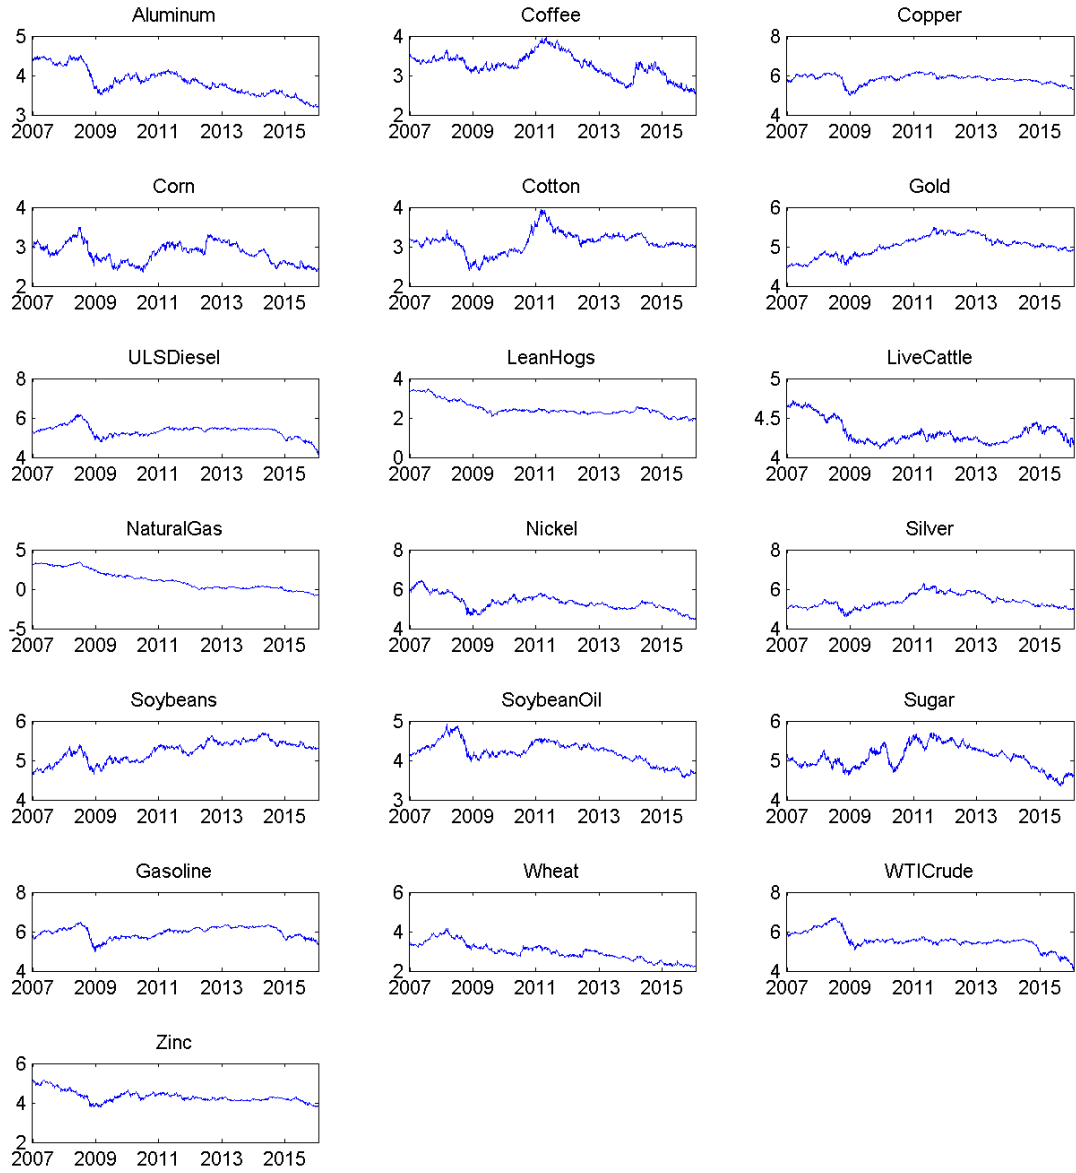 Aluminum Coffee Copper
5 4 8
4 3 6
3 2 4
2007 2009 2011 2013 2015 2007 2009 2011 2013 2015 2007 2009 2011 2013 2015
Corn Cotton Gold
4 4 6
3 3 5
2 2 4
2007 2009 2011 2013 2015 2007 2009 2011 2013 2015 2007 2009 2011 2013 2015
ULSDiesel LeanHogs LiveCattle
8 4 5
6 2 4.5
4 0 4
2007 2009 2011 2013 2015 2007 2009 2011 2013 2015 2007 2009 2011 2013 2015
NaturalGas Nickel Silver
5 8 8
0 6 6
-5 4 4
2007 2009 2011 2013 2015 2007 2009 2011 2013 2015 2007 2009 2011 2013 2015
Soybeans SoybeanOil Sugar
6 5 6
5 4 5
4 3 4
2007 2009 2011 2013 2015 2007 2009 2011 2013 2015 2007 2009 2011 2013 2015
Gasoline Wheat WTICrude
8 6 8
6 4 6
4 2 4
2007 2009 2011 2013 2015 2007 2009 2011 2013 2015 2007 2009 2011 2013 2015
Zinc
6
4
2
2007 2009 2011 2013 2015